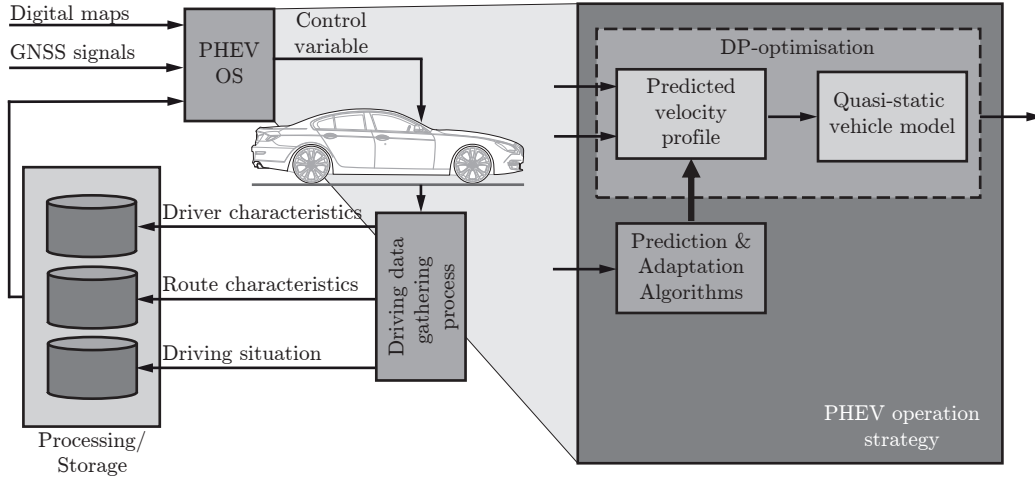 Digital maps
GNSS signals
PHEV
OS
Control
variable
Driver characteristics
Route characteristics
Driving situation
Driving data
gathering
process
Processing/
Storage
DP-optimisation
Predicted
velocity
profile
Quasi-static
vehicle model
Prediction &
Adaptation
Algorithms
PHEV operation
strategy